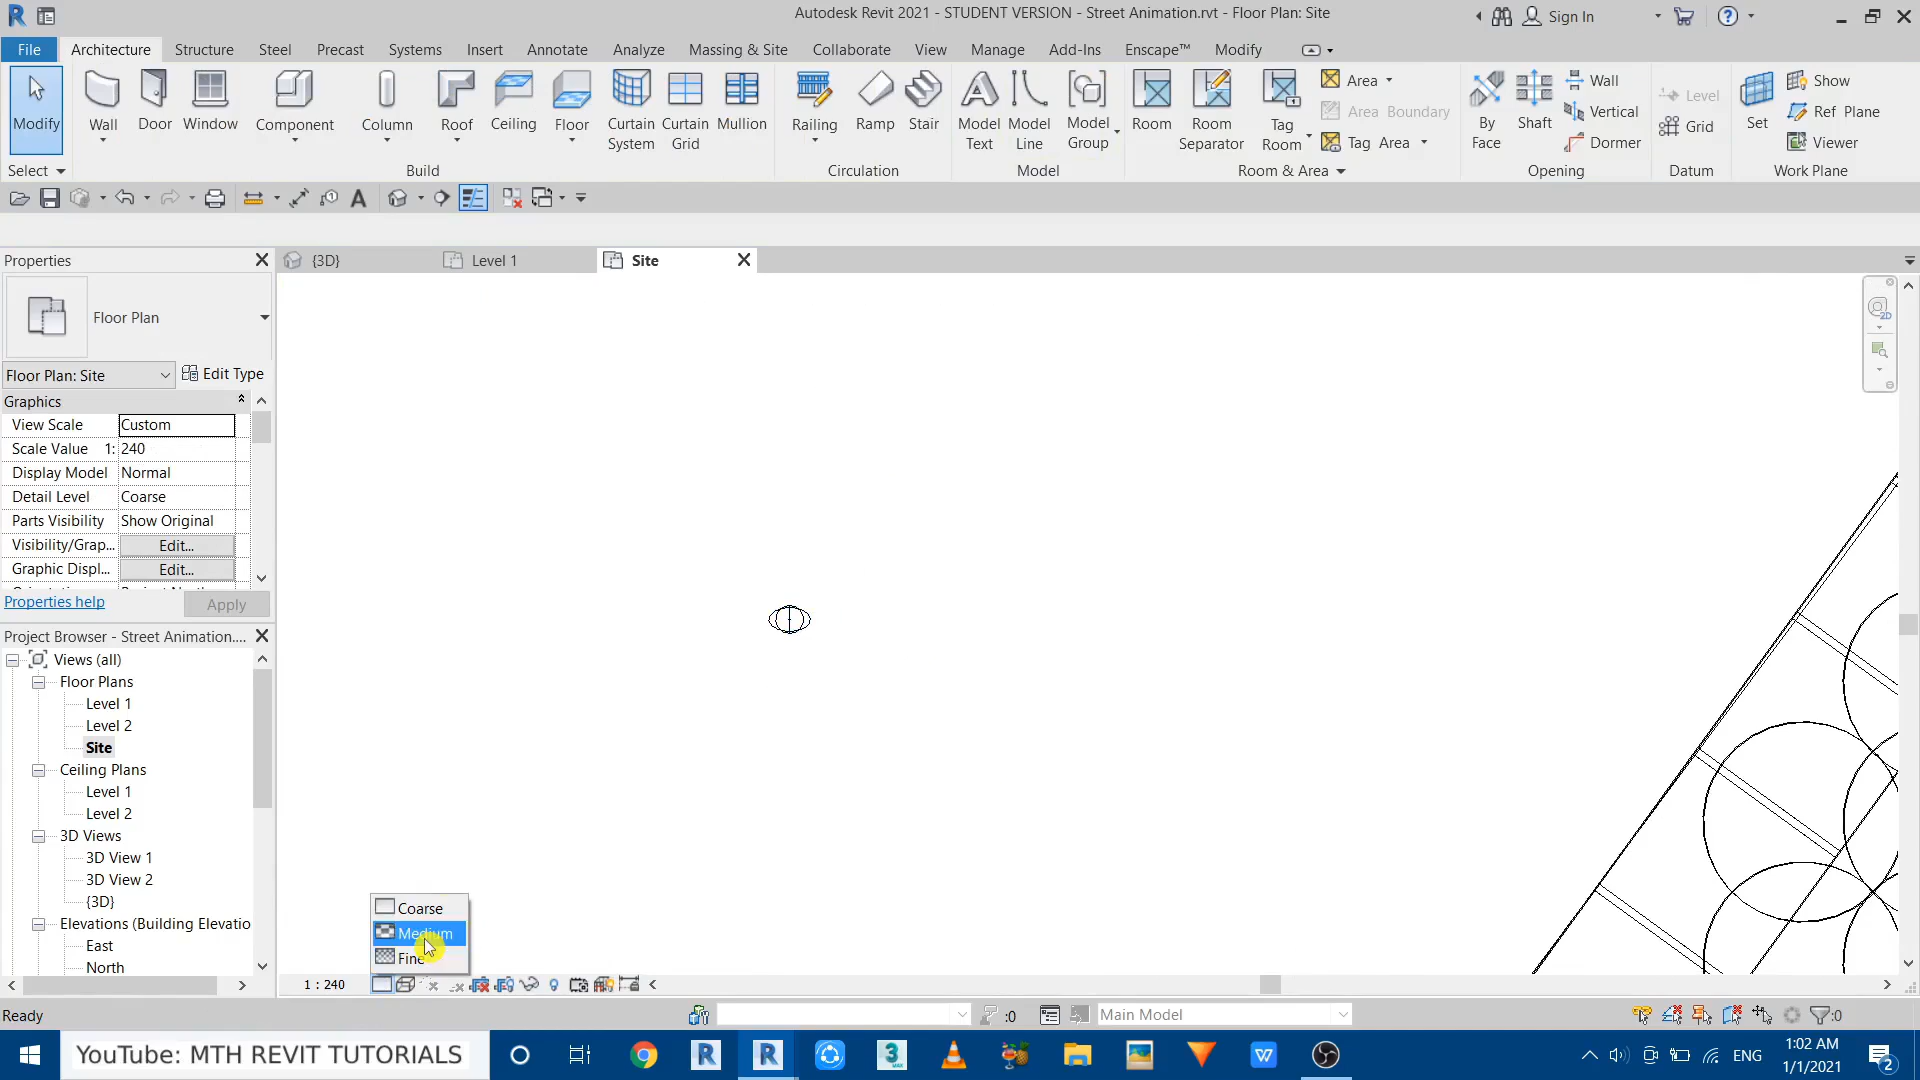 Autodesk Revit 2021 - STUDENT VERSION - Street Animation.rvt - Floor Plan: Site
Sign In
File Architecture Structure Steel Precast Systems Insert Annotate Analyze Massing & Site Collaborate View Manage Add-Ins Enscape™ Modify
Modify
Wall
Door
Window
Component
Column
Roof
Ceiling
Floor
Curtain System
Curtain Grid
Mullion
Railing
Ramp
Stair
Model Text
Model Line
Model Group
Room
Room Separator
Tag Room
Area
Area Boundary
Tag Area
By Face
Shaft
Wall
Vertical
Dormer
Level
Grid
Set
Show
Ref Plane
Viewer
Select
Build
Circulation
Model
Room & Area
Opening
Datum
Work Plane
Properties
{3D}
Level 1
Site
Floor Plan
Floor Plan: Site
Edit Type
Graphics
View Scale Custom
Scale Value 1: 240
Display Model Normal
Detail Level Coarse
Parts Visibility Show Original
Visibility/Grap... Edit...
Graphic Displ... Edit...
Properties help
Apply
Project Browser - Street Animation....
Views (all)
Floor Plans
Level 1
Level 2
Site
Ceiling Plans
Level 1
Level 2
3D Views
3D View 1
3D View 2
{3D}
Elevations (Building Elevatio
East
North
Coarse
Medium
Fine
1 : 240
Ready
:0
Main Model
:0
YouTube: MTH REVIT TUTORIALS
ENG
1:02 AM
1/1/2021
2